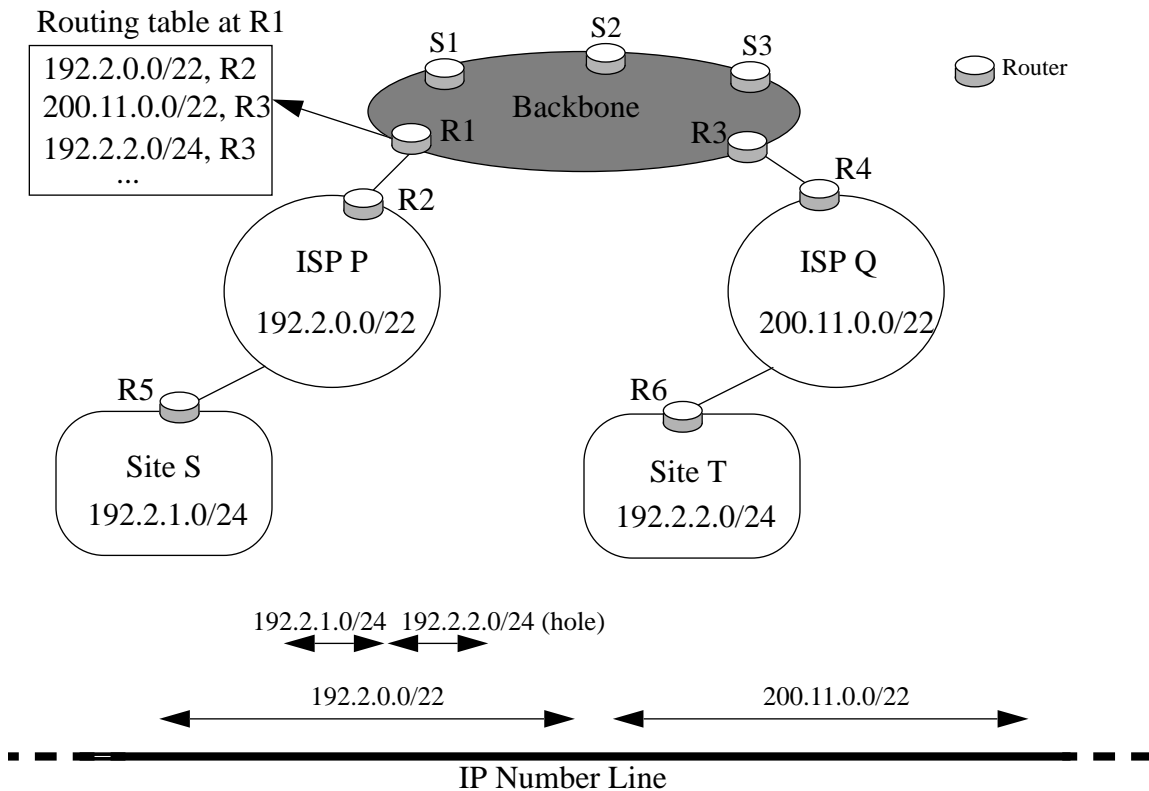 Routing table at R1
192.2.0.0/22, R2
200.11.0.0/22, R3
192.2.2.0/24, R3
...
S1
S2
S3
Router
Backbone
R1
R3
R2
R4
ISP P
192.2.0.0/22
ISP Q
200.11.0.0/22
R5
R6
Site S
192.2.1.0/24
Site T
192.2.2.0/24
192.2.1.0/24
192.2.2.0/24 (hole)
192.2.0.0/22
200.11.0.0/22
IP Number Line